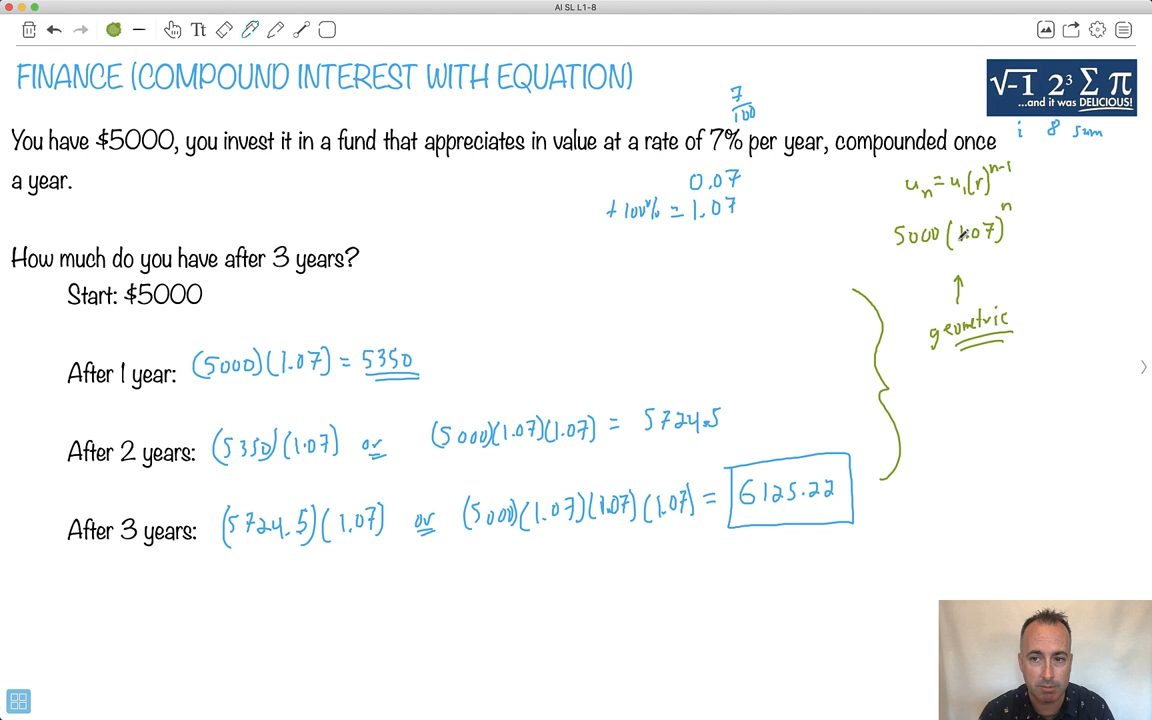 AI SL L1-8
Tt
FINANCE (COMPOUND INTEREST WITH EQUATION)
√-1 2³ Σ π
...and it was DELICIOUS!
i 8 sum
7/100
You have $5000, you invest it in a fund that appreciates in value at a rate of 7% per year, compounded once
a year.
0.07
+100% = 1.07
uₙ = u₁(r)ⁿ⁻¹
5000(1.07)ⁿ
geometric
How much do you have after 3 years?
Start: $5000
After 1 year: (5000)(1.07) = 5350
After 2 years: (5350)(1.07) or (5000)(1.07)(1.07) = 5724.5
After 3 years: (5724.5)(1.07) or (5000)(1.07)(1.07)(1.07) = 6125.22